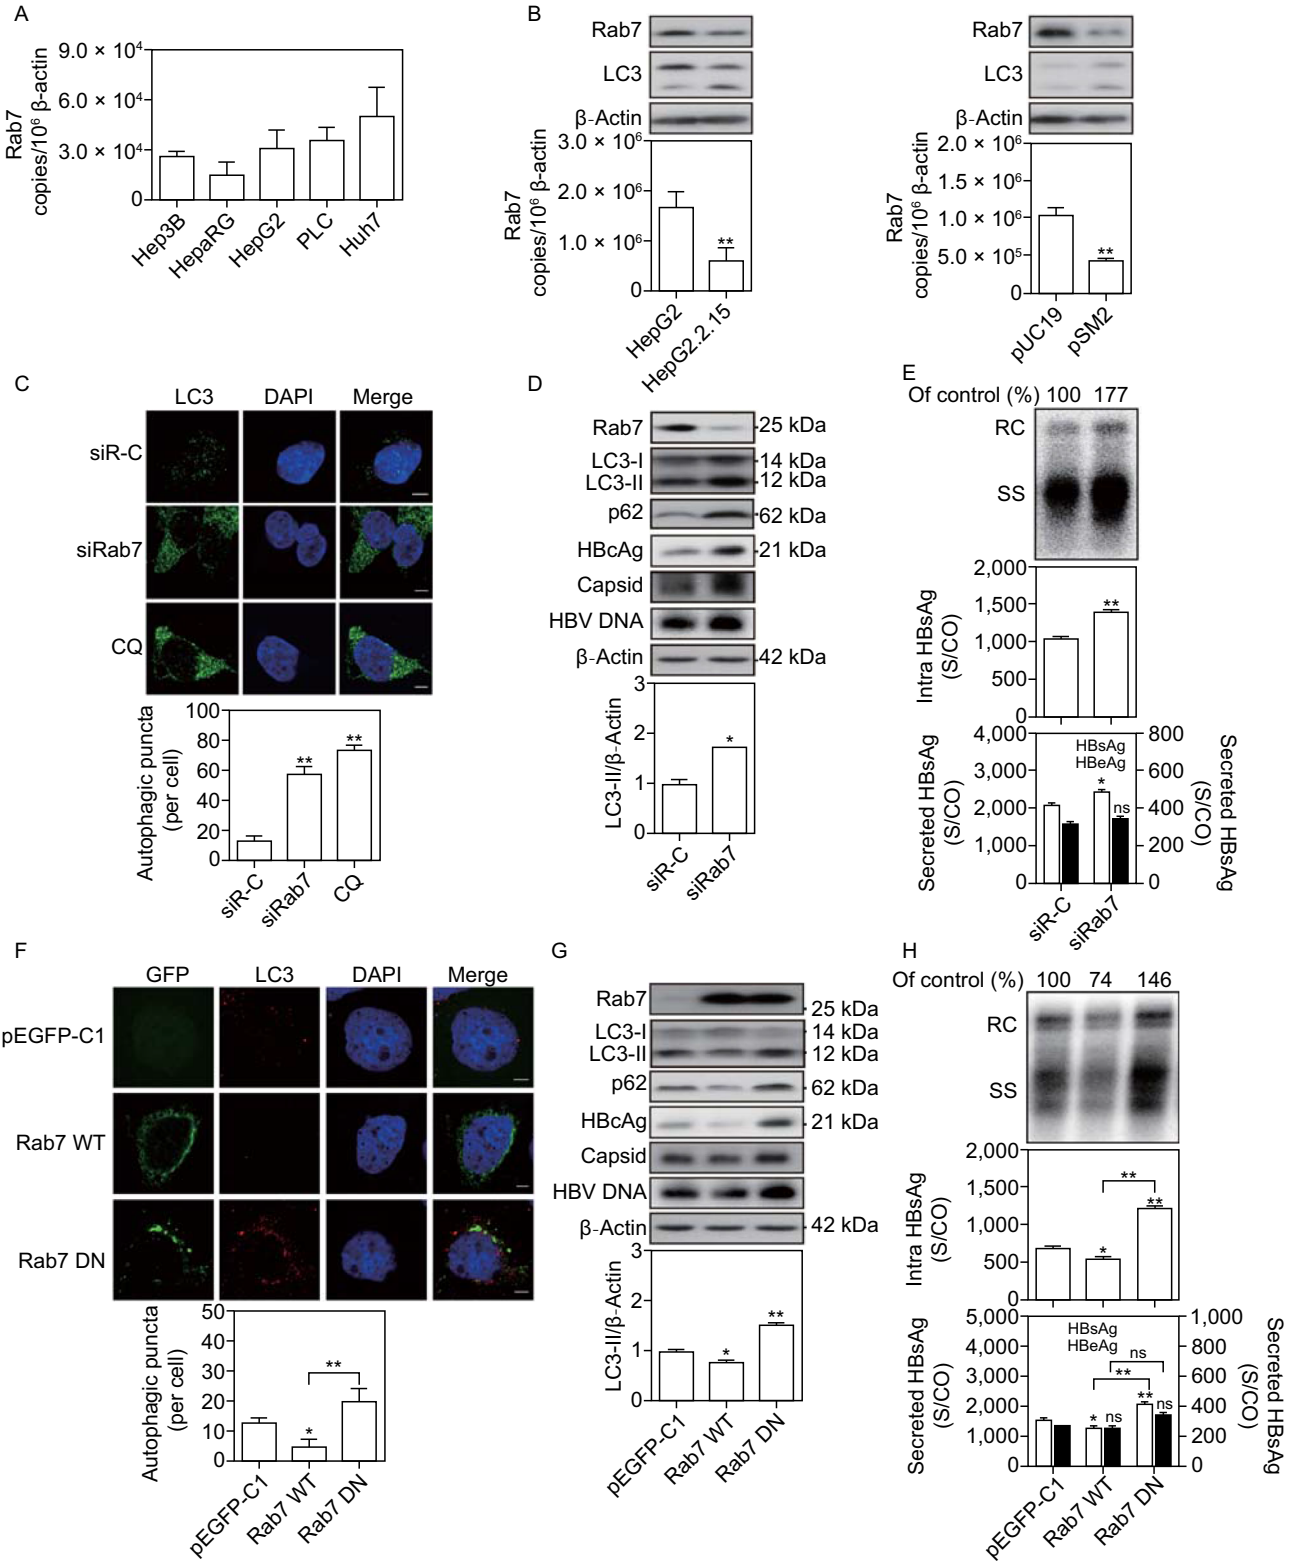 A
Rab7
copies/10⁶ β-actin
9.0 × 10⁴
6.0 × 10⁴
3.0 × 10⁴
0
Hep3B
HepaRG
HepG2
PLC
Huh7
B
Rab7
LC3
β-Actin
Rab7
copies/10⁶ β-actin
3.0 × 10⁶
2.0 × 10⁶
1.0 × 10⁶
0
**
HepG2
HepG2.2.15
Rab7
LC3
β-Actin
Rab7
copies/10⁶ β-actin
2.0 × 10⁶
1.5 × 10⁶
1.0 × 10⁶
5.0 × 10⁵
0
**
pUC19
pSM2
C
LC3 DAPI Merge
siR-C
siRab7
CQ
Autophagic puncta
(per cell)
100
80
60
40
20
0
**
**
siR-C
siRab7
CQ
D
Rab7 25 kDa
LC3-I 14 kDa
LC3-II 12 kDa
p62 62 kDa
HBcAg 21 kDa
Capsid
HBV DNA
β-Actin 42 kDa
LC3-II/β-Actin
3
2
1
0
*
siR-C
siRab7
E
Of control (%) 100 177
RC
SS
Intra HBsAg
(S/CO)
2,000
1,500
1,000
500
0
**
Secreted HBsAg
(S/CO)
4,000
3,000
2,000
1,000
0
HBsAg
HBeAg
*
ns
800
600
400
200
0
Secreted HBsAg
(S/CO)
siR-C
siRab7
F
GFP LC3 DAPI Merge
pEGFP-C1
Rab7 WT
Rab7 DN
Autophagic puncta
(per cell)
50
40
30
20
10
0
*
**
pEGFP-C1
Rab7 WT
Rab7 DN
G
Rab7 25 kDa
LC3-I 14 kDa
LC3-II 12 kDa
p62 62 kDa
HBcAg 21 kDa
Capsid
HBV DNA
β-Actin 42 kDa
LC3-II/β-Actin
3
2
1
0
*
**
pEGFP-C1
Rab7 WT
Rab7 DN
H
Of control (%) 100 74 146
RC
SS
Intra HBsAg
(S/CO)
2,000
1,500
1,000
500
0
**
*
**
Secreted HBsAg
(S/CO)
5,000
4,000
3,000
2,000
1,000
0
HBsAg
HBeAg
ns
**
* ns
** ns
1,000
800
600
400
200
0
Secreted HBsAg
(S/CO)
pEGFP-C1
Rab7 WT
Rab7 DN